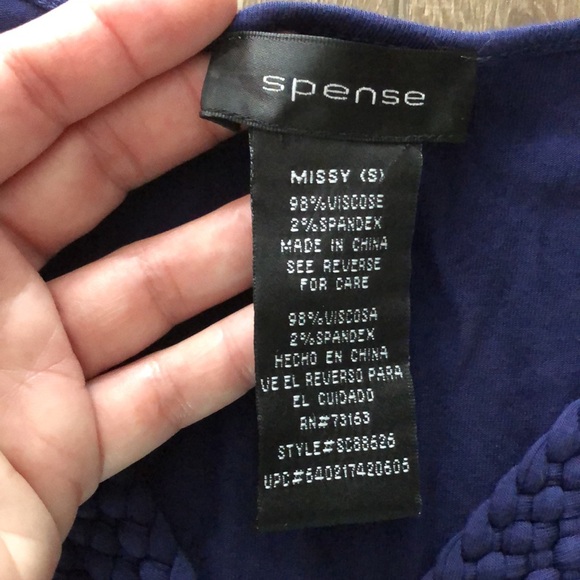 spense
MISSY (S)
98%VISCOSE
2%SPANDEX
MADE IN CHINA
SEE REVERSE
FOR CARE
98%VISCOSA
2%SPANDEX
HECHO EN CHINA
VE EL REVERSO PARA
EL CUIDADO
RN#73163
STYLE#SC88626
UPC#640217420605